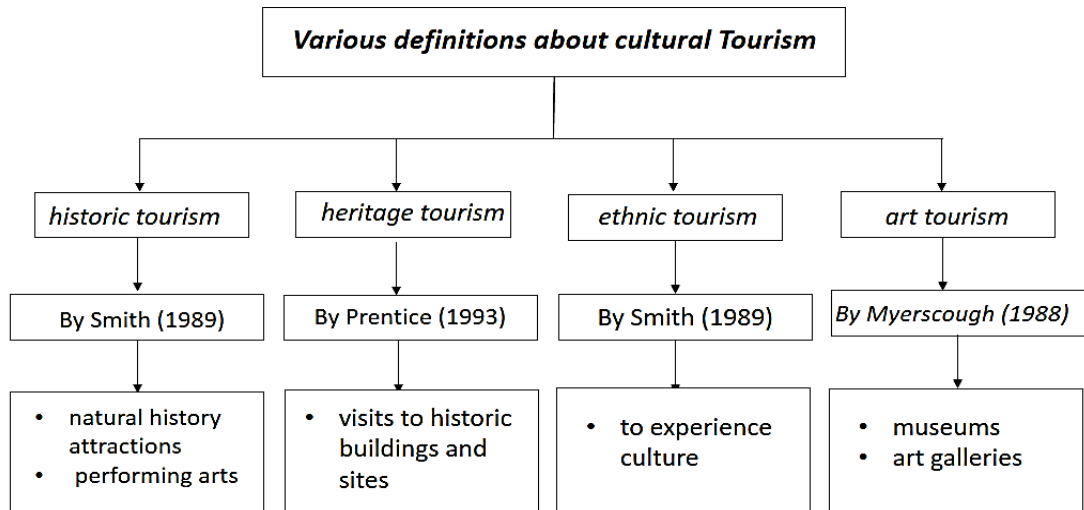 Various definitions about cultural Tourism
historic tourism
heritage tourism
ethnic tourism
art tourism
By Smith (1989)
By Prentice (1993)
By Smith (1989)
By Myerscough (1988)
• natural history
attractions
• performing arts
• visits to historic
buildings and
sites
• to experience
culture
• museums
• art galleries